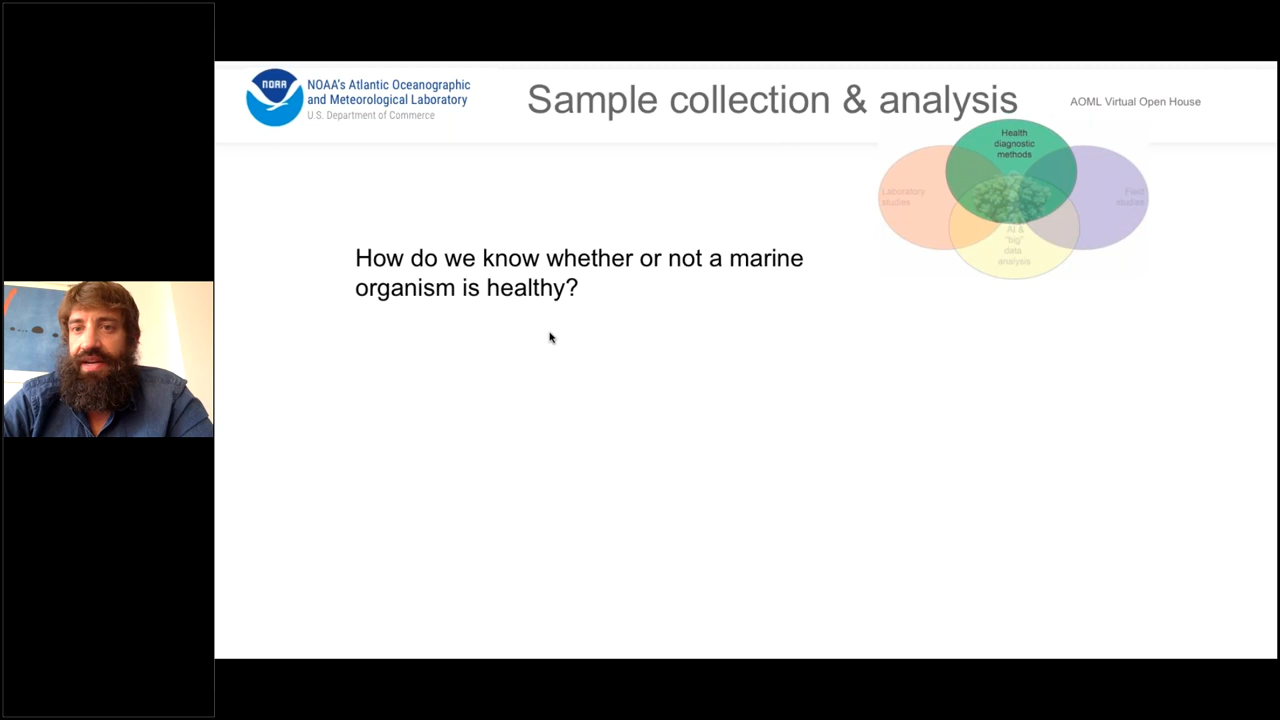 NOAA
NOAA's Atlantic Oceanographic
and Meteorological Laboratory
U.S. Department of Commerce
Sample collection & analysis
AOML Virtual Open House
Health
diagnostic
methods
Laboratory
studies
Field
studies
AI &
"big"
data
analysis
How do we know whether or not a marine
organism is healthy?